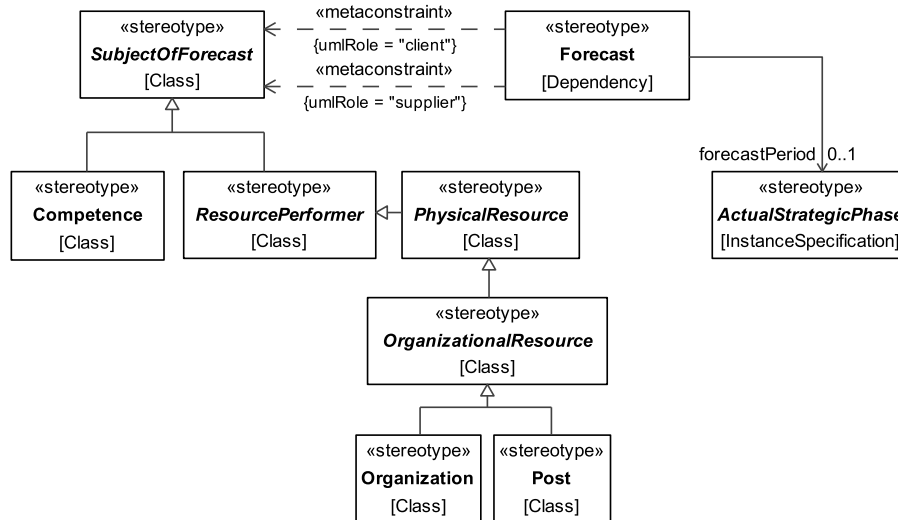 «stereotype»
SubjectOfForecast
[Class]
«metaconstraint»
{umlRole = "client"}
«metaconstraint»
{umlRole = "supplier"}
«stereotype»
Forecast
[Dependency]
forecastPeriod 0..1
«stereotype»
Competence
[Class]
«stereotype»
ResourcePerformer
[Class]
«stereotype»
PhysicalResource
[Class]
«stereotype»
ActualStrategicPhase
[InstanceSpecification]
«stereotype»
OrganizationalResource
[Class]
«stereotype»
Organization
[Class]
«stereotype»
Post
[Class]